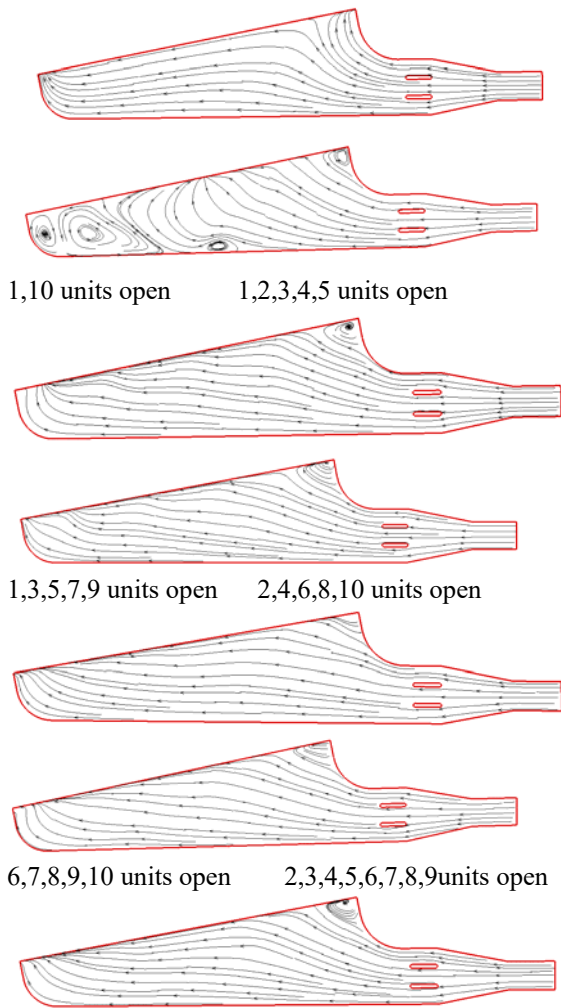 1,10 units open 1,2,3,4,5 units open
1,3,5,7,9 units open 2,4,6,8,10 units open
6,7,8,9,10 units open 2,3,4,5,6,7,8,9units open